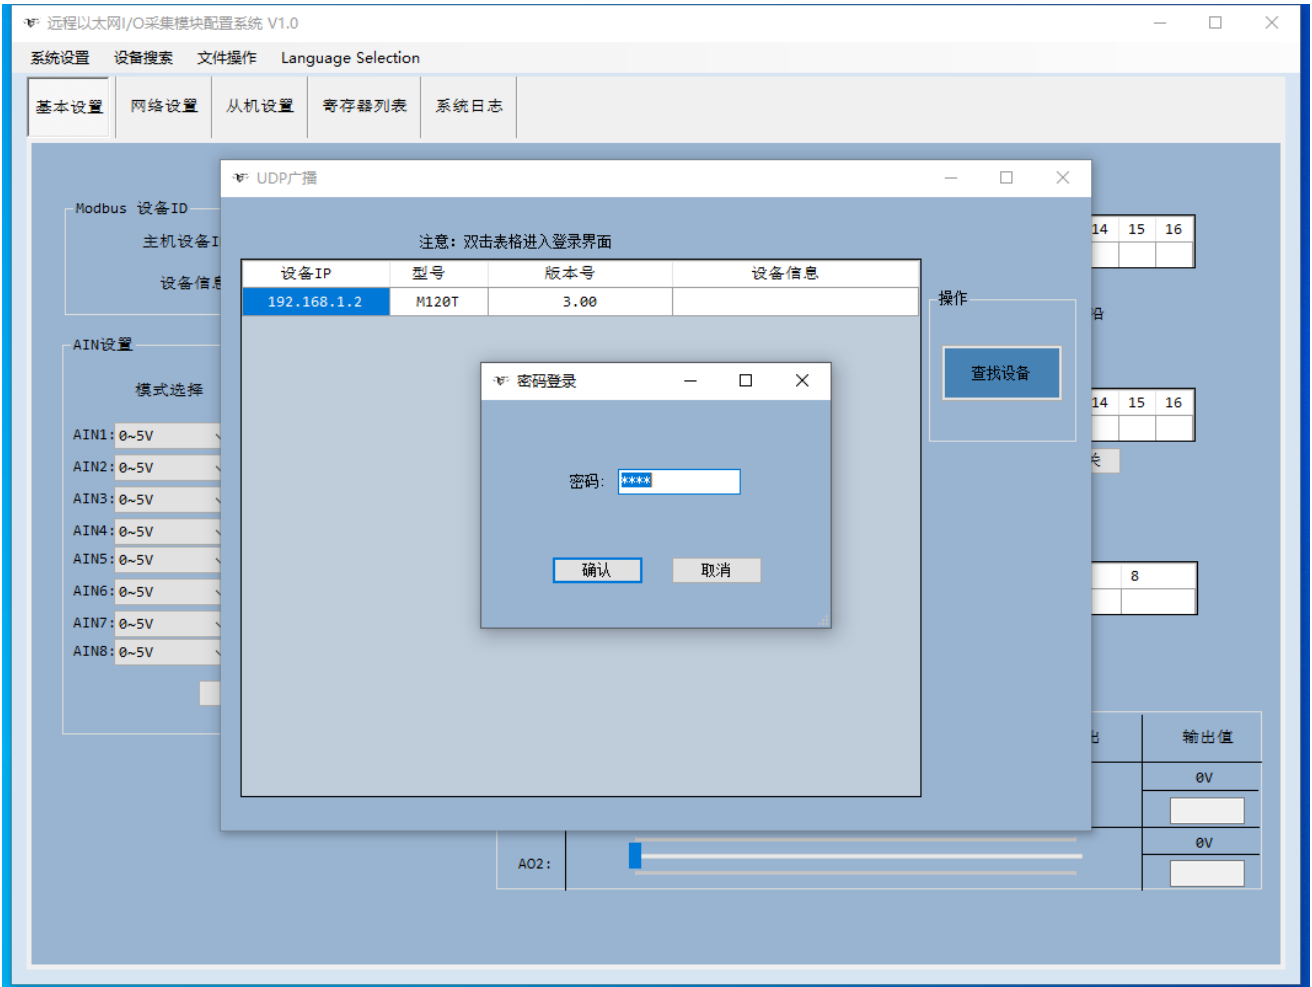 远程以太网I/O采集模块配置系统 V1.0
系统设置 设备搜索 文件操作 Language Selection
基本设置 网络设置 从机设置 寄存器列表 系统日志
UDP广播
Modbus 设备ID
主机设备I
设备信息
注意：双击表格进入登录界面
设备IP 型号 版本号 设备信息
192.168.1.2 M120T 3.00
操作
查找设备
14 15 16
沿
AIN设置
模式选择
AIN1: 0~5V
AIN2: 0~5V
AIN3: 0~5V
AIN4: 0~5V
AIN5: 0~5V
AIN6: 0~5V
AIN7: 0~5V
AIN8: 0~5V
密码登录
密码: ****
确认 取消
14 15 16
关
8
出 输出值
0V
0V
AO2: